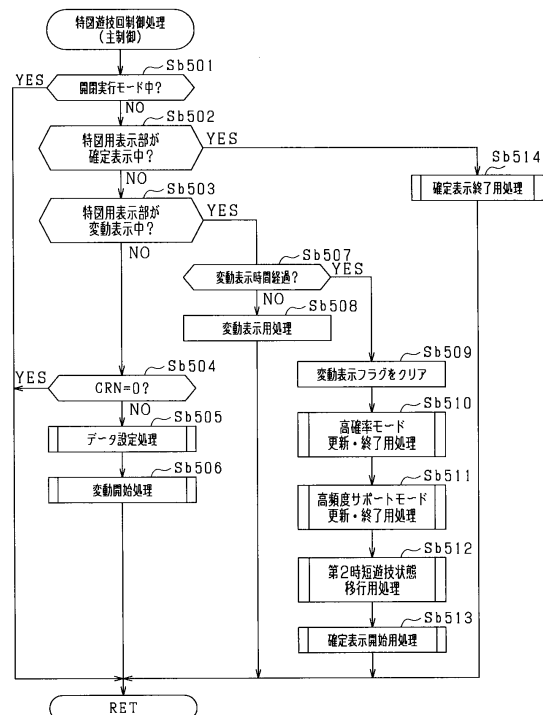 特図遊技回制御処理
(主制御)
Sb501
開閉実行モード中?
YES
NO
Sb502
特図用表示部が
確定表示中?
YES
NO
Sb514
確定表示終了用処理
Sb503
特図用表示部が
変動表示中?
YES
NO
Sb507
変動表示時間経過?
YES
NO
Sb508
変動表示用処理
Sb504
CRN=0?
YES
NO
Sb505
データ設定処理
Sb506
変動開始処理
Sb509
変動表示フラグをクリア
Sb510
高確率モード
更新・終了用処理
Sb511
高頻度サポートモード
更新・終了用処理
Sb512
第2時短遊技状態
移行用処理
Sb513
確定表示開始用処理
RET